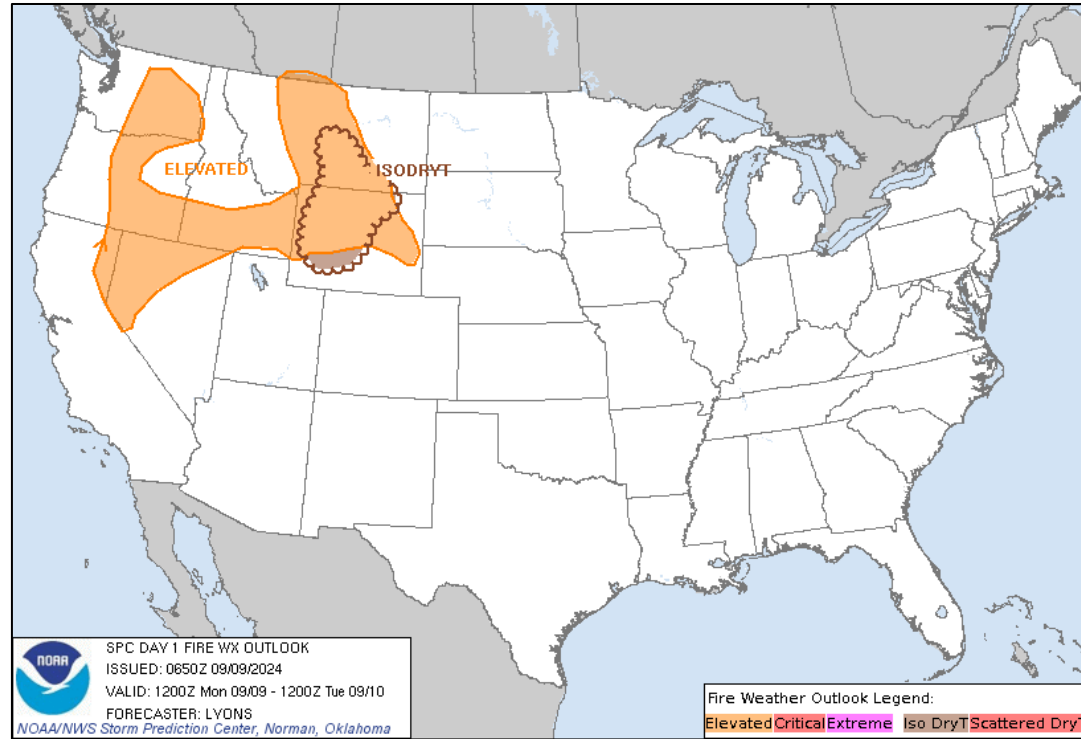 ELEVATED
ISODRYT
NOAA
SPC DAY 1 FIRE WX OUTLOOK
ISSUED: 0650Z 09/09/2024
VALID: 1200Z Mon 09/09 - 1200Z Tue 09/10
FORECASTER: LYONS
NOAA/NWS Storm Prediction Center, Norman, Oklahoma
Fire Weather Outlook Legend:
Elevated Critical Extreme Iso DryT Scattered DryT